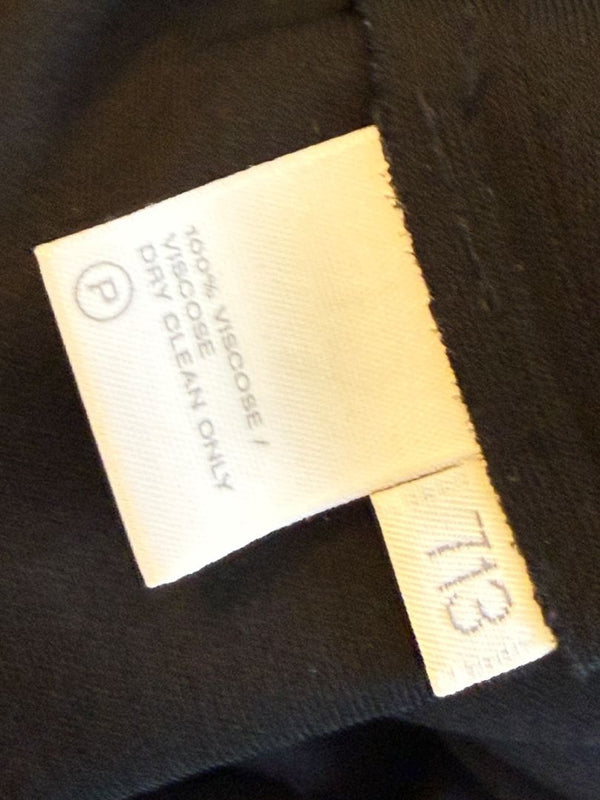 100% VISCOSE /
VISCOSE
DRY CLEAN ONLY
P
713